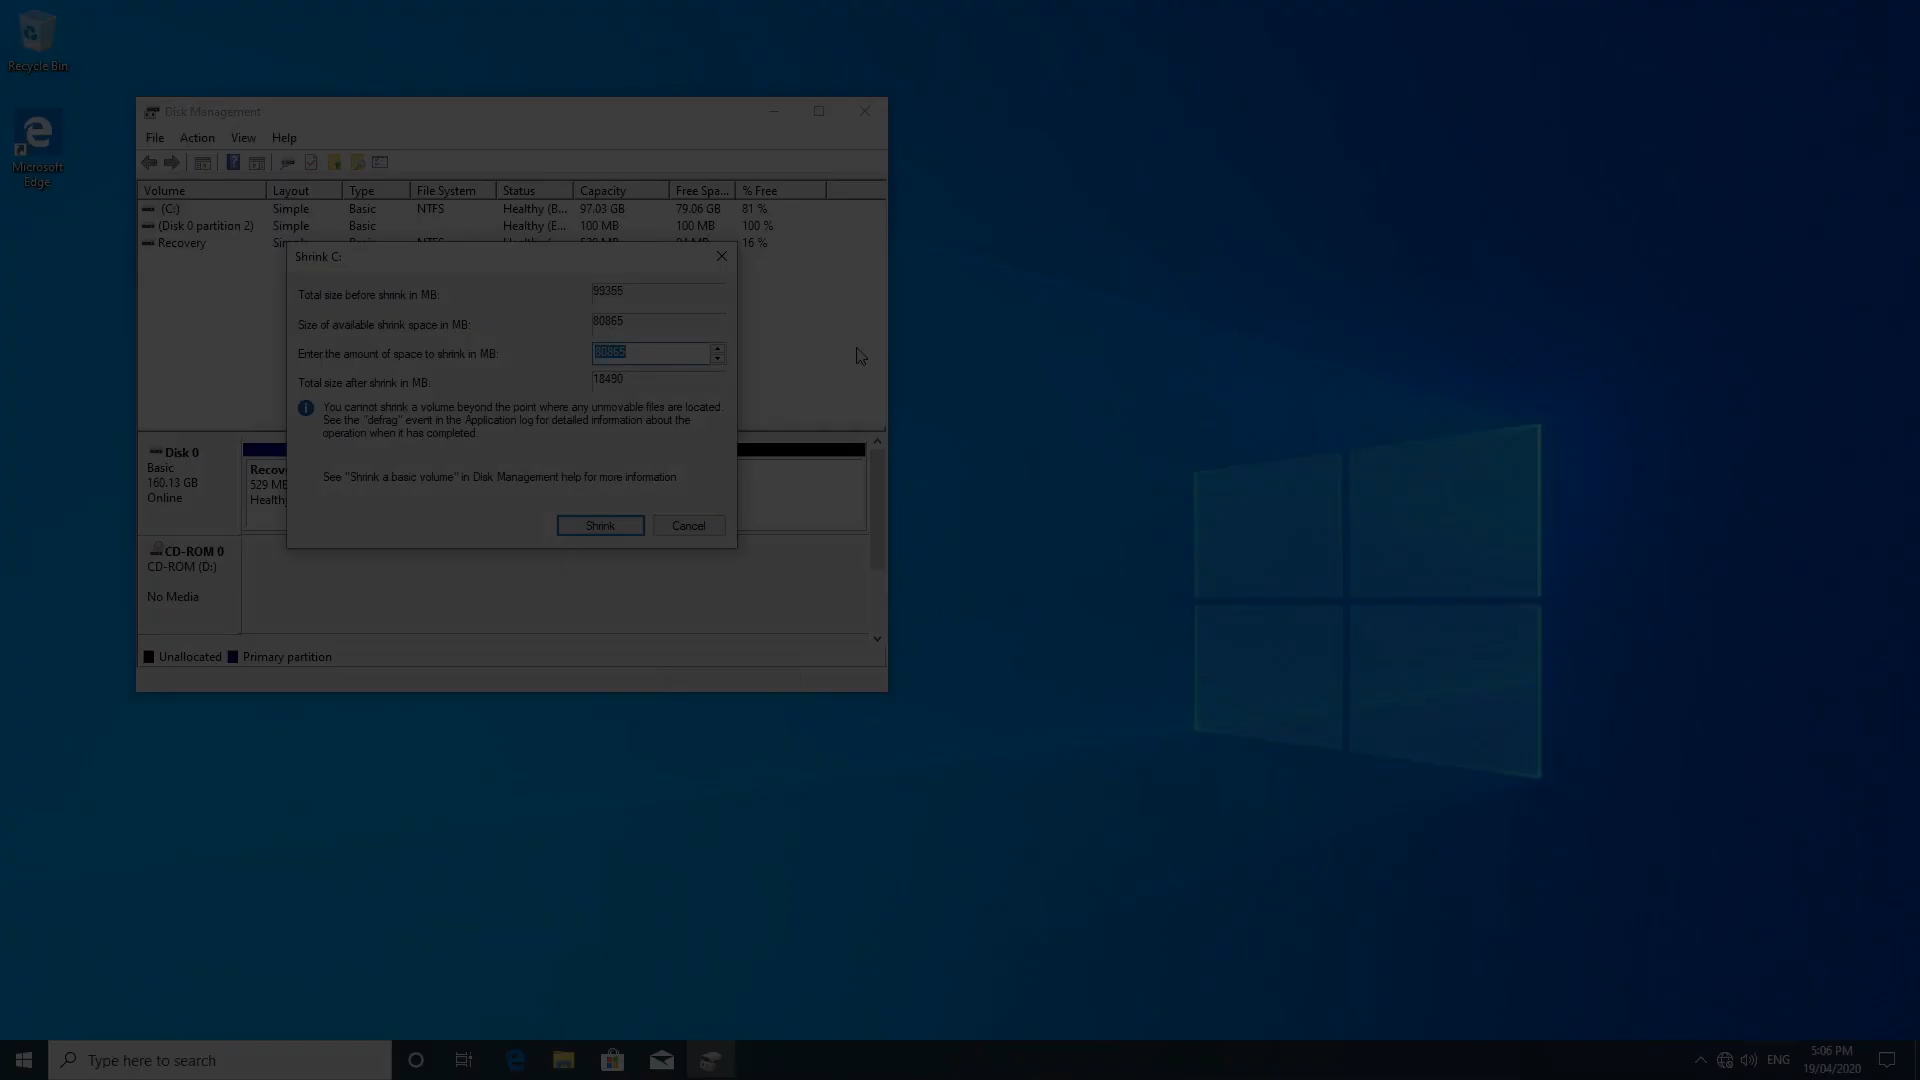 Recycle Bin
Microsoft
Edge
Disk Management
File Action View Help
Volume Layout Type File System Status Capacity Free Spa... % Free
(C:) Simple Basic NTFS Healthy (B... 97.03 GB 79.06 GB 81 %
(Disk 0 partition 2) Simple Basic Healthy (E... 100 MB 100 MB 100 %
Recovery 16 %
Shrink C:
Total size before shrink in MB: 99355
Size of available shrink space in MB: 80865
Enter the amount of space to shrink in MB: 80865
Total size after shrink in MB: 18490
You cannot shrink a volume beyond the point where any unmovable files are located.
See the "defrag" event in the Application log for detailed information about the
operation when it has completed.
See "Shrink a basic volume" in Disk Management help for more information
Shrink Cancel
Disk 0
Basic
160.13 GB
Online
Recov
529 ME
Healthy
CD-ROM 0
CD-ROM (D:)
No Media
Unallocated Primary partition
Type here to search
ENG
5:06 PM
19/04/2020